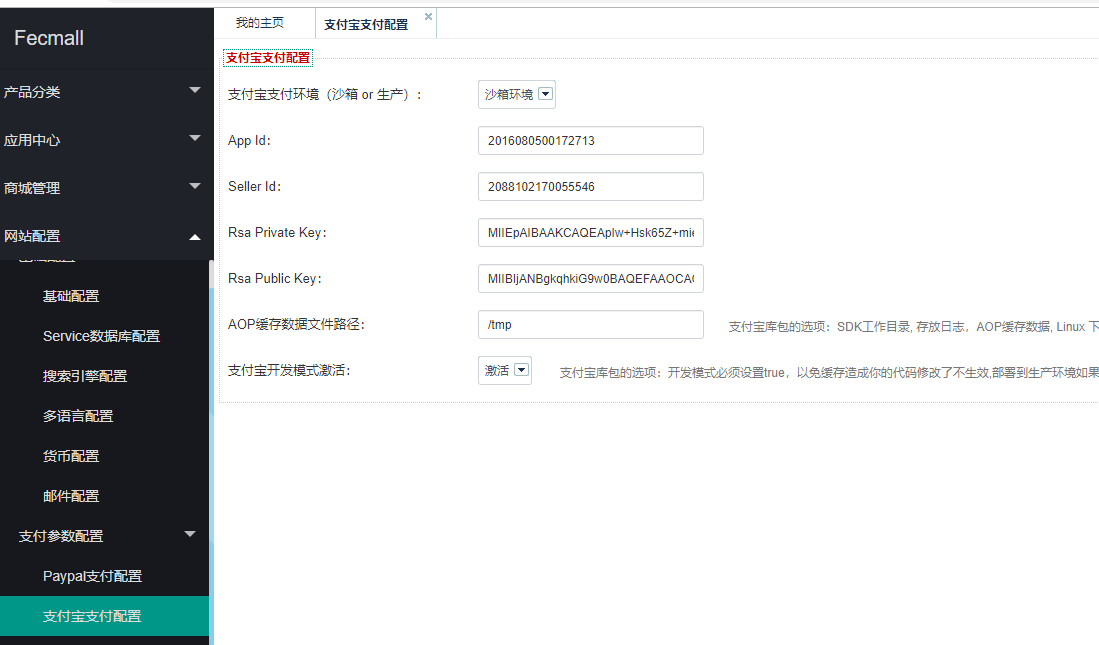 Fecmall
产品分类
应用中心
商城管理
网站配置
基础配置
基础配置
Service数据库配置
搜索引擎配置
多语言配置
货币配置
邮件配置
支付参数配置
Paypal支付配置
支付宝支付配置
我的主页
支付宝支付配置
支付宝支付配置
支付宝支付环境（沙箱 or 生产）: 沙箱环境
App Id: 2016080500172713
Seller Id: 2088102170055546
Rsa Private Key: MIIEpAIBAAKCAQEAplw+Hsk65Z+mie
Rsa Public Key: MIIBIjANBgkqhkiG9w0BAQEFAAOCAQ
AOP缓存数据文件路径: /tmp 支付宝库包的选项：SDK工作目录, 存放日志，AOP缓存数据, Linux 下
支付宝开发模式激活: 激活 支付宝库包的选项：开发模式必须设置true，以免缓存造成你的代码修改了不生效,部署到生产环境如果